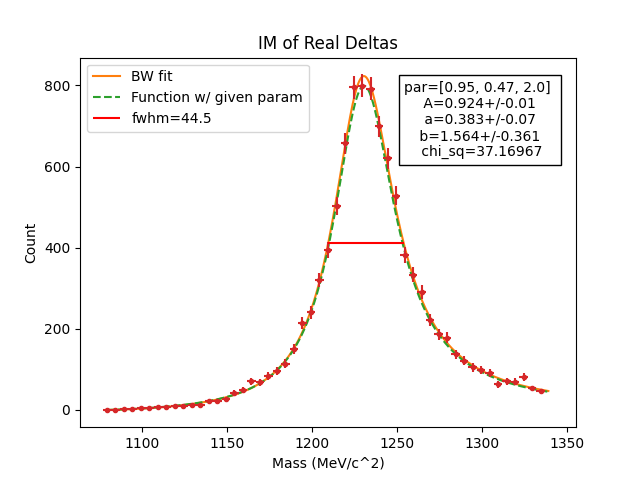 IM of Real Deltas
BW fit
Function w/ given param
fwhm=44.5
par=[0.95, 0.47, 2.0]
A=0.924+/-0.01
a=0.383+/-0.07
b=1.564+/-0.361
chi_sq=37.16967
Count
800
600
400
200
0
1100 1150 1200 1250 1300 1350
Mass (MeV/c^2)